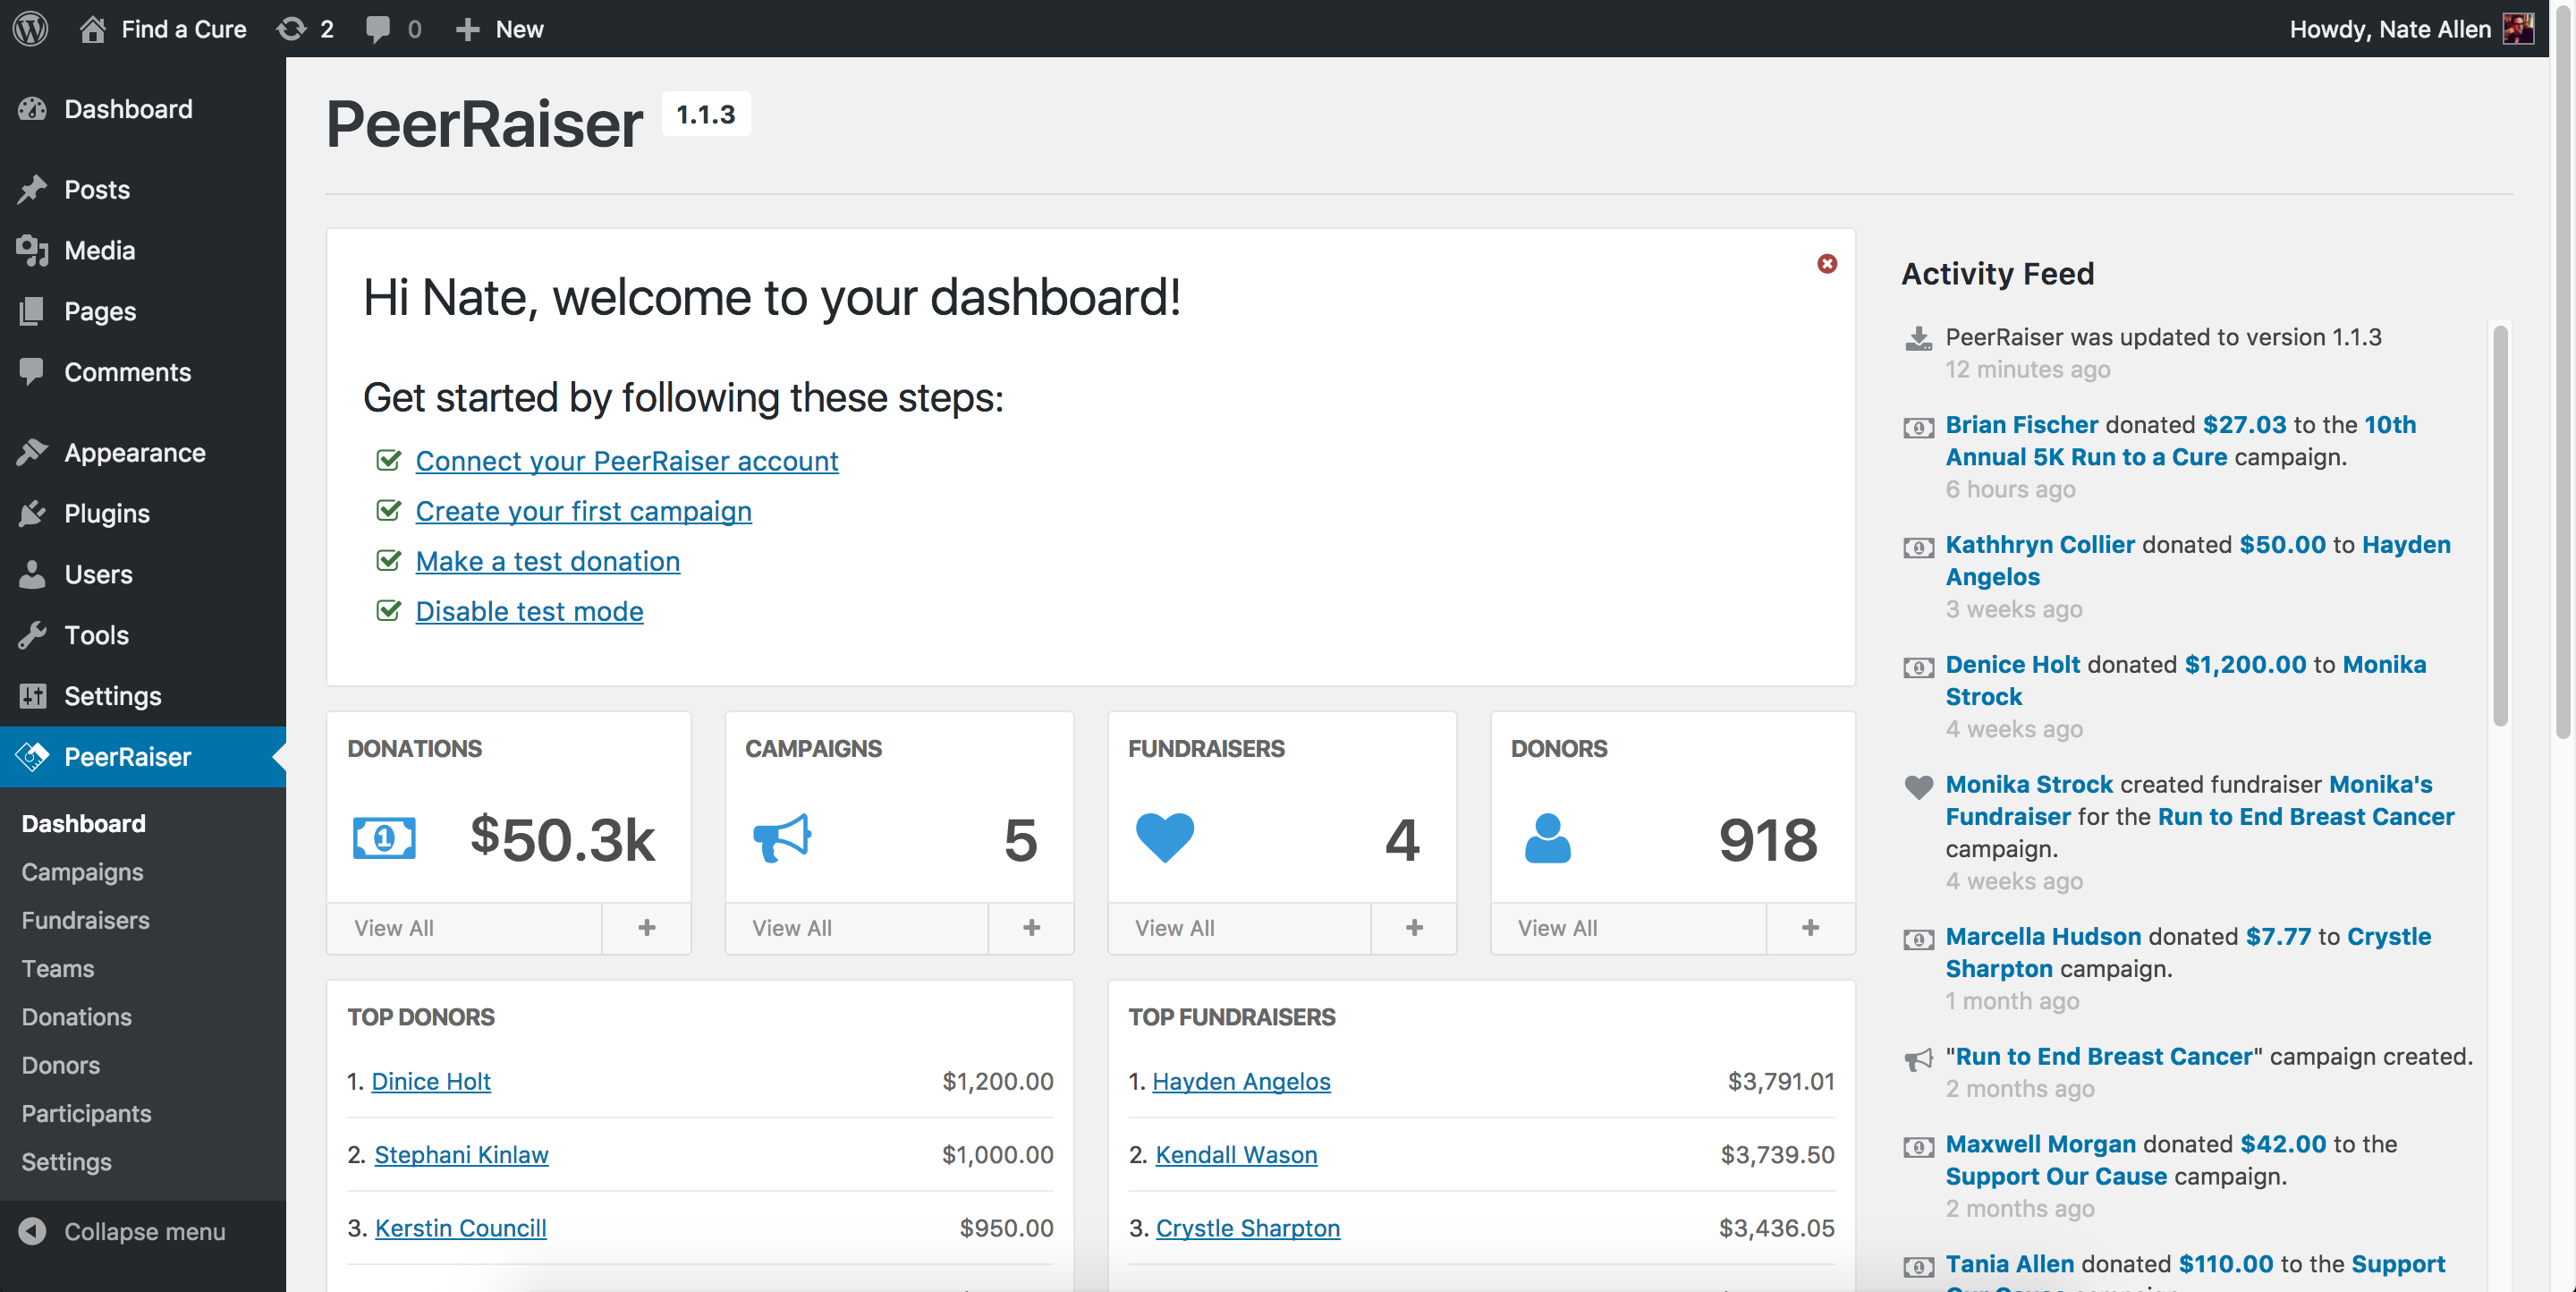 Find a Cure 2 0 New Howdy, Nate Allen
Dashboard
Posts
Media
Pages
Comments
Appearance
Plugins
Users
Tools
Settings
PeerRaiser
Dashboard
Campaigns
Fundraisers
Teams
Donations
Donors
Participants
Settings
Collapse menu
PeerRaiser 1.1.3
Hi Nate, welcome to your dashboard!
Get started by following these steps:
Connect your PeerRaiser account
Create your first campaign
Make a test donation
Disable test mode
DONATIONS
$50.3k
View All +
CAMPAIGNS
5
View All +
FUNDRAISERS
4
View All +
DONORS
918
View All +
TOP DONORS
1. Dinice Holt $1,200.00
2. Stephani Kinlaw $1,000.00
3. Kerstin Councill $950.00
TOP FUNDRAISERS
1. Hayden Angelos $3,791.01
2. Kendall Wason $3,739.50
3. Crystle Sharpton $3,436.05
Activity Feed
PeerRaiser was updated to version 1.1.3
12 minutes ago
Brian Fischer donated $27.03 to the 10th
Annual 5K Run to a Cure campaign.
6 hours ago
Kathhryn Collier donated $50.00 to Hayden
Angelos
3 weeks ago
Denice Holt donated $1,200.00 to Monika
Strock
4 weeks ago
Monika Strock created fundraiser Monika's
Fundraiser for the Run to End Breast Cancer
campaign.
4 weeks ago
Marcella Hudson donated $7.77 to Crystle
Sharpton campaign.
1 month ago
"Run to End Breast Cancer" campaign created.
2 months ago
Maxwell Morgan donated $42.00 to the
Support Our Cause campaign.
2 months ago
Tania Allen donated $110.00 to the Support